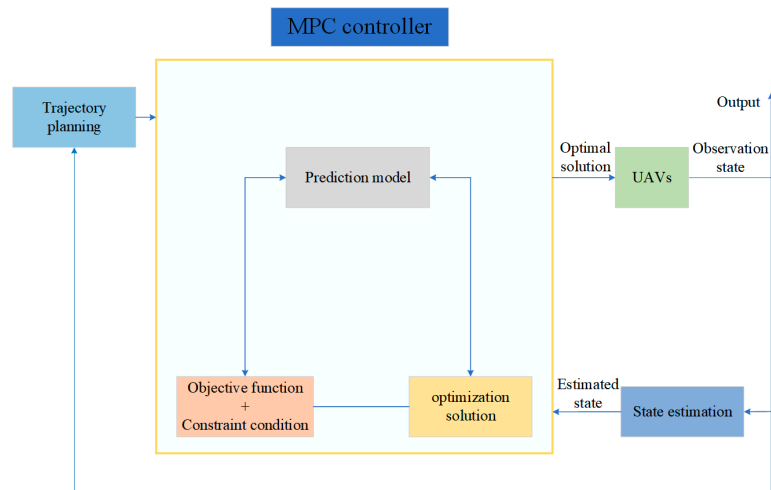 MPC controller
Trajectory
planning
Output
Optimal
solution
UAVs
Observation
state
Prediction model
Objective function
+
Constraint condition
optimization
solution
Estimated
state
State estimation